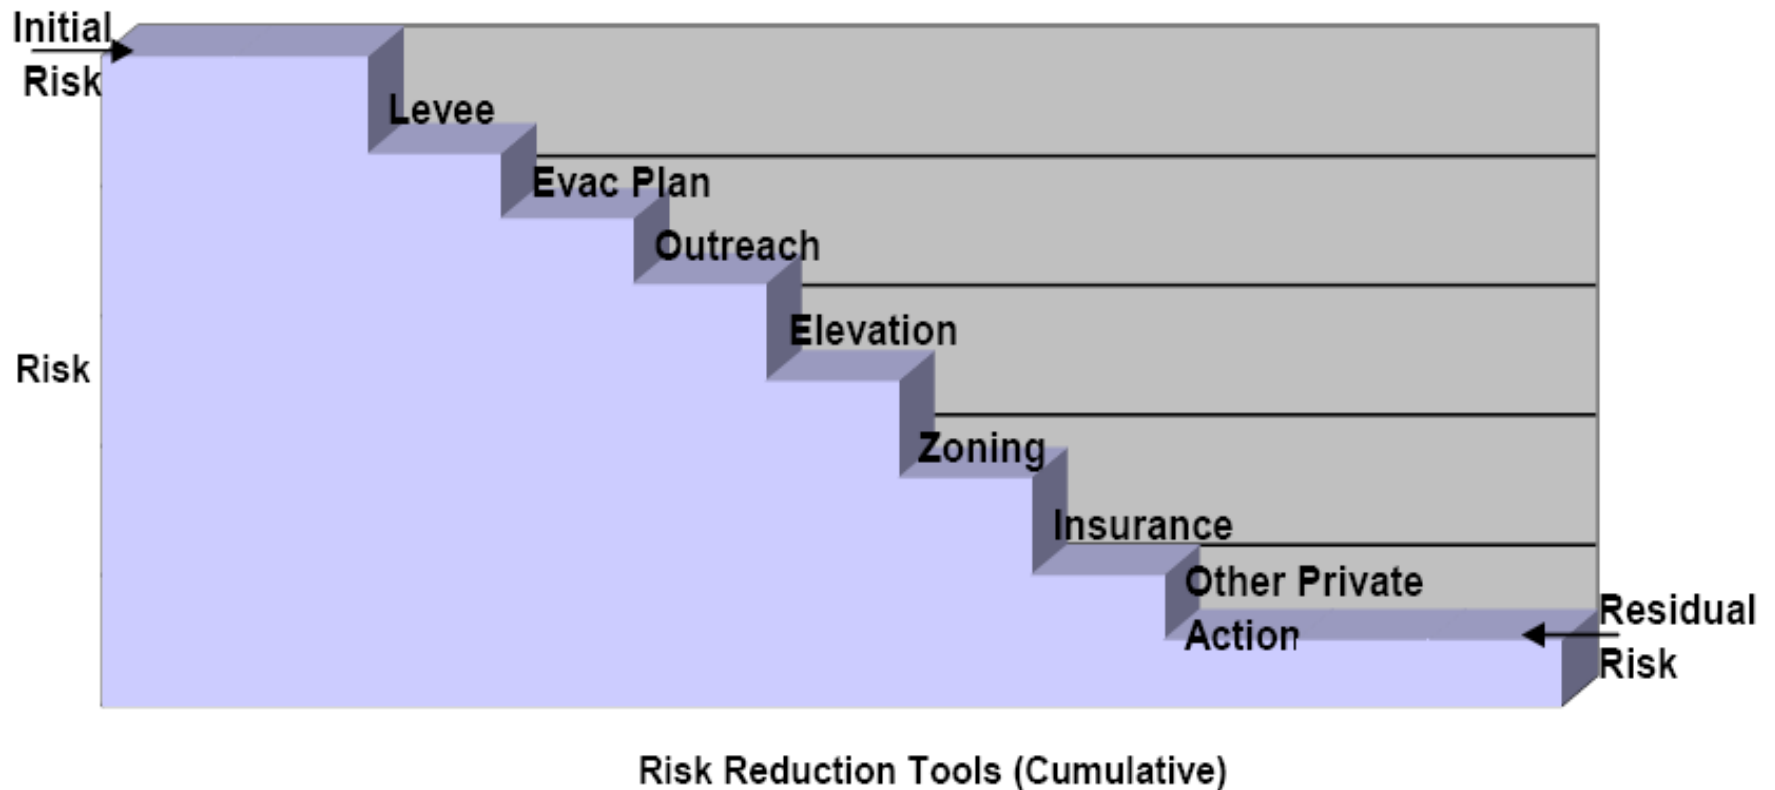 Initial
Risk
Levee
Evac Plan
Outreach
Risk
Elevation
Zoning
Insurance
Other Private
Action
Residual
Risk
Risk Reduction Tools (Cumulative)